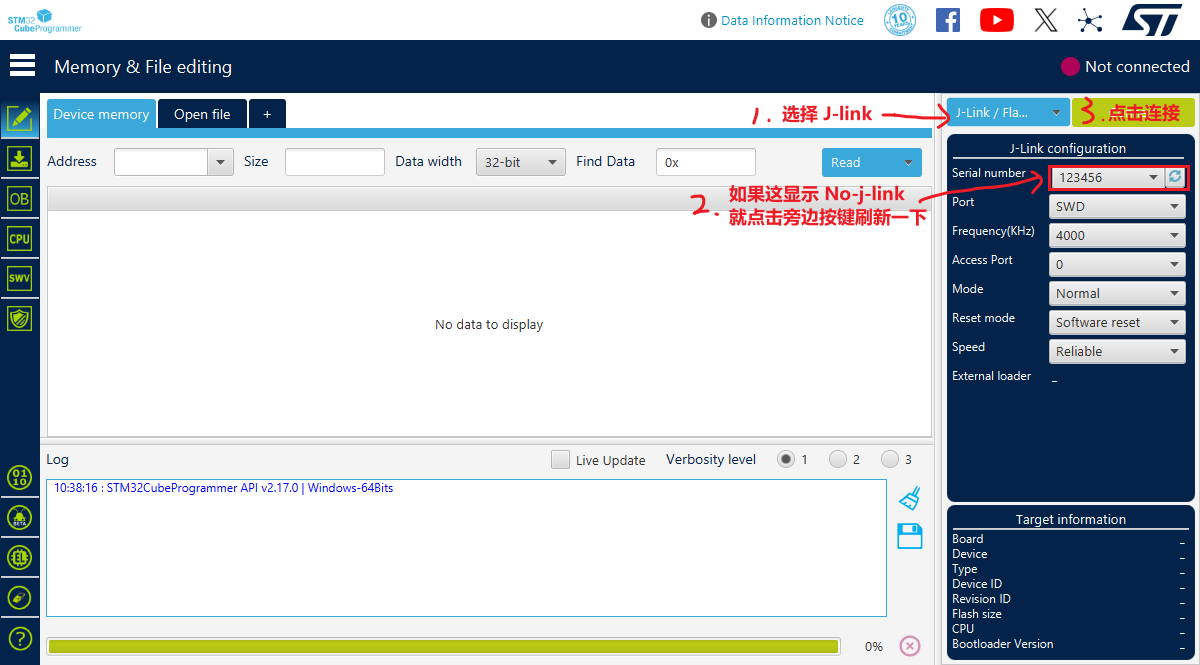 STM32
CubeProgrammer
Data Information Notice
10 YEARS
Memory & File editing
Not connected
Device memory
Open file
+
1. 选择 J-link
J-Link / Fla...
3. 点击连接
Address
Size
Data width
32-bit
Find Data
0x
Read
2. 如果这显示 No-j-link
就点击旁边按键刷新一下
No data to display
J-Link configuration
Serial number
123456
Port
SWD
Frequency(KHz)
4000
Access Port
0
Mode
Normal
Reset mode
Software reset
Speed
Reliable
External loader
_
OB
CPU
SWV
01
10
BETA
EL
?
Log
Live Update
Verbosity level
1
2
3
10:38:16 : STM32CubeProgrammer API v2.17.0 | Windows-64Bits
0%
Target information
Board _
Device _
Type _
Device ID _
Revision ID _
Flash size _
CPU _
Bootloader Version _